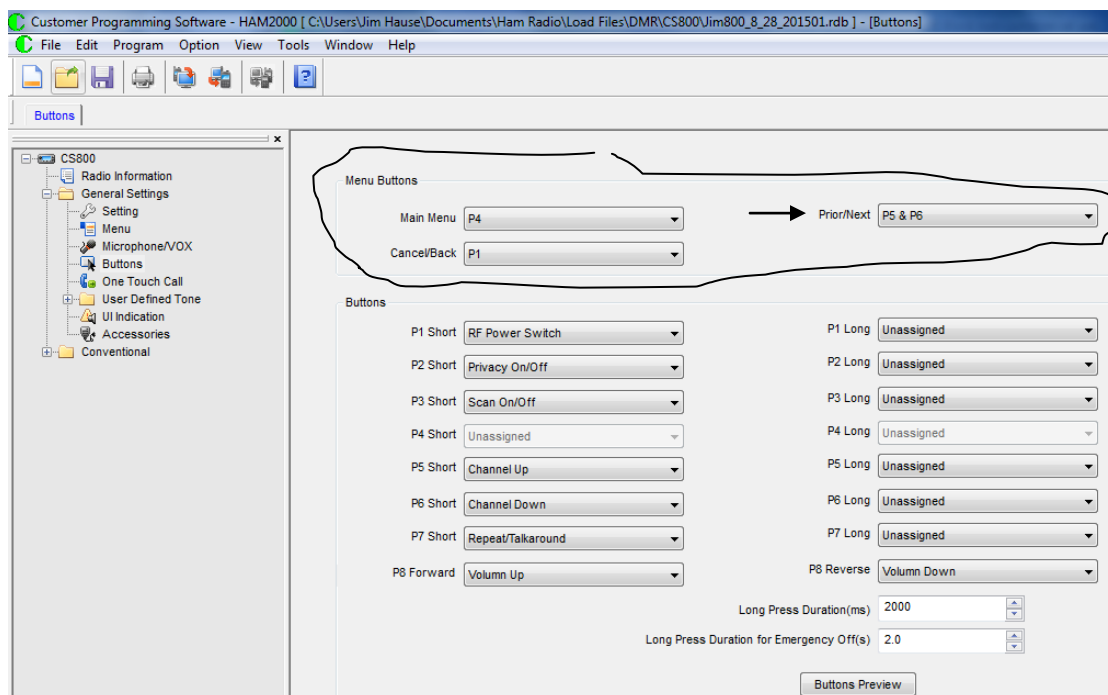 Customer Programming Software - HAM2000 [ C:\Users\Jim Hause\Documents\Ham Radio\Load Files\DMR\CS800\Jim800_8_28_201501.rdb ] - [Buttons]
File Edit Program Option View Tools Window Help
Buttons
CS800
Radio Information
General Settings
Setting
Menu
Microphone/VOX
Buttons
One Touch Call
User Defined Tone
UI Indication
Accessories
Conventional
Menu Buttons
Main Menu P4 Prior/Next P5 & P6
Cancel/Back P1
Buttons
P1 Short RF Power Switch P1 Long Unassigned
P2 Short Privacy On/Off P2 Long Unassigned
P3 Short Scan On/Off P3 Long Unassigned
P4 Short Unassigned P4 Long Unassigned
P5 Short Channel Up P5 Long Unassigned
P6 Short Channel Down P6 Long Unassigned
P7 Short Repeat/Talkaround P7 Long Unassigned
P8 Forward Volumn Up P8 Reverse Volumn Down
Long Press Duration(ms) 2000
Long Press Duration for Emergency Off(s) 2.0
Buttons Preview